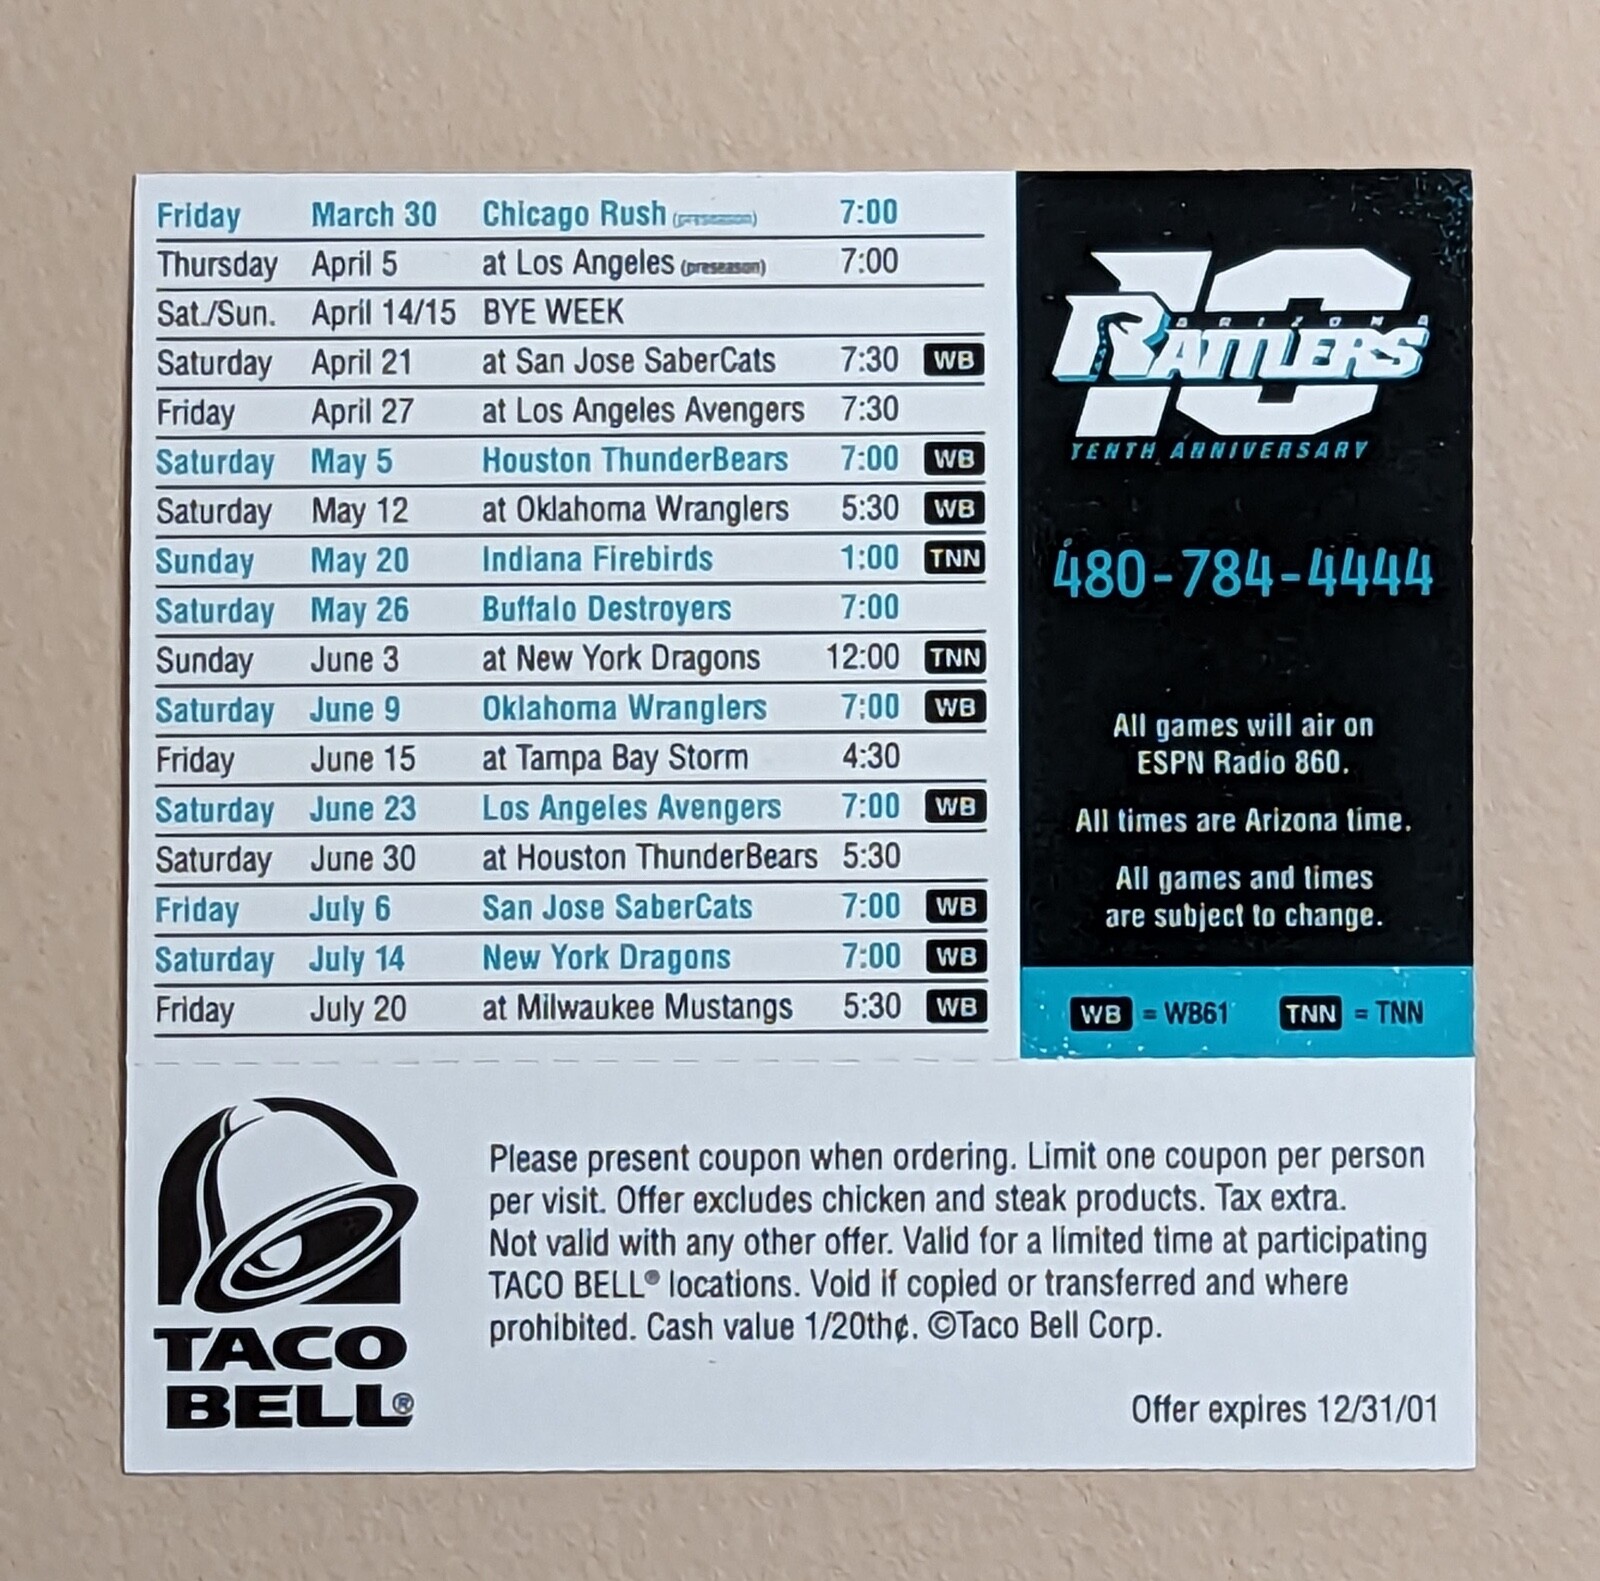 Friday March 30 Chicago Rush (preseason) 7:00
Thursday April 5 at Los Angeles (preseason) 7:00
Sat./Sun. April 14/15 BYE WEEK
Saturday April 21 at San Jose SaberCats 7:30 WB
Friday April 27 at Los Angeles Avengers 7:30
Saturday May 5 Houston ThunderBears 7:00 WB
Saturday May 12 at Oklahoma Wranglers 5:30 WB
Sunday May 20 Indiana Firebirds 1:00 TNN
Saturday May 26 Buffalo Destroyers 7:00
Sunday June 3 at New York Dragons 12:00 TNN
Saturday June 9 Oklahoma Wranglers 7:00 WB
Friday June 15 at Tampa Bay Storm 4:30
Saturday June 23 Los Angeles Avengers 7:00 WB
Saturday June 30 at Houston ThunderBears 5:30
Friday July 6 San Jose SaberCats 7:00 WB
Saturday July 14 New York Dragons 7:00 WB
Friday July 20 at Milwaukee Mustangs 5:30 WB
10
ARIZONA
RATTLERS
TENTH ANNIVERSARY
480-784-4444
All games will air on
ESPN Radio 860.
All times are Arizona time.
All games and times
are subject to change.
WB = WB61 TNN = TNN
TACO
BELL®
Please present coupon when ordering. Limit one coupon per person
per visit. Offer excludes chicken and steak products. Tax extra.
Not valid with any other offer. Valid for a limited time at participating
TACO BELL® locations. Void if copied or transferred and where
prohibited. Cash value 1/20th¢. ©Taco Bell Corp.
Offer expires 12/31/01